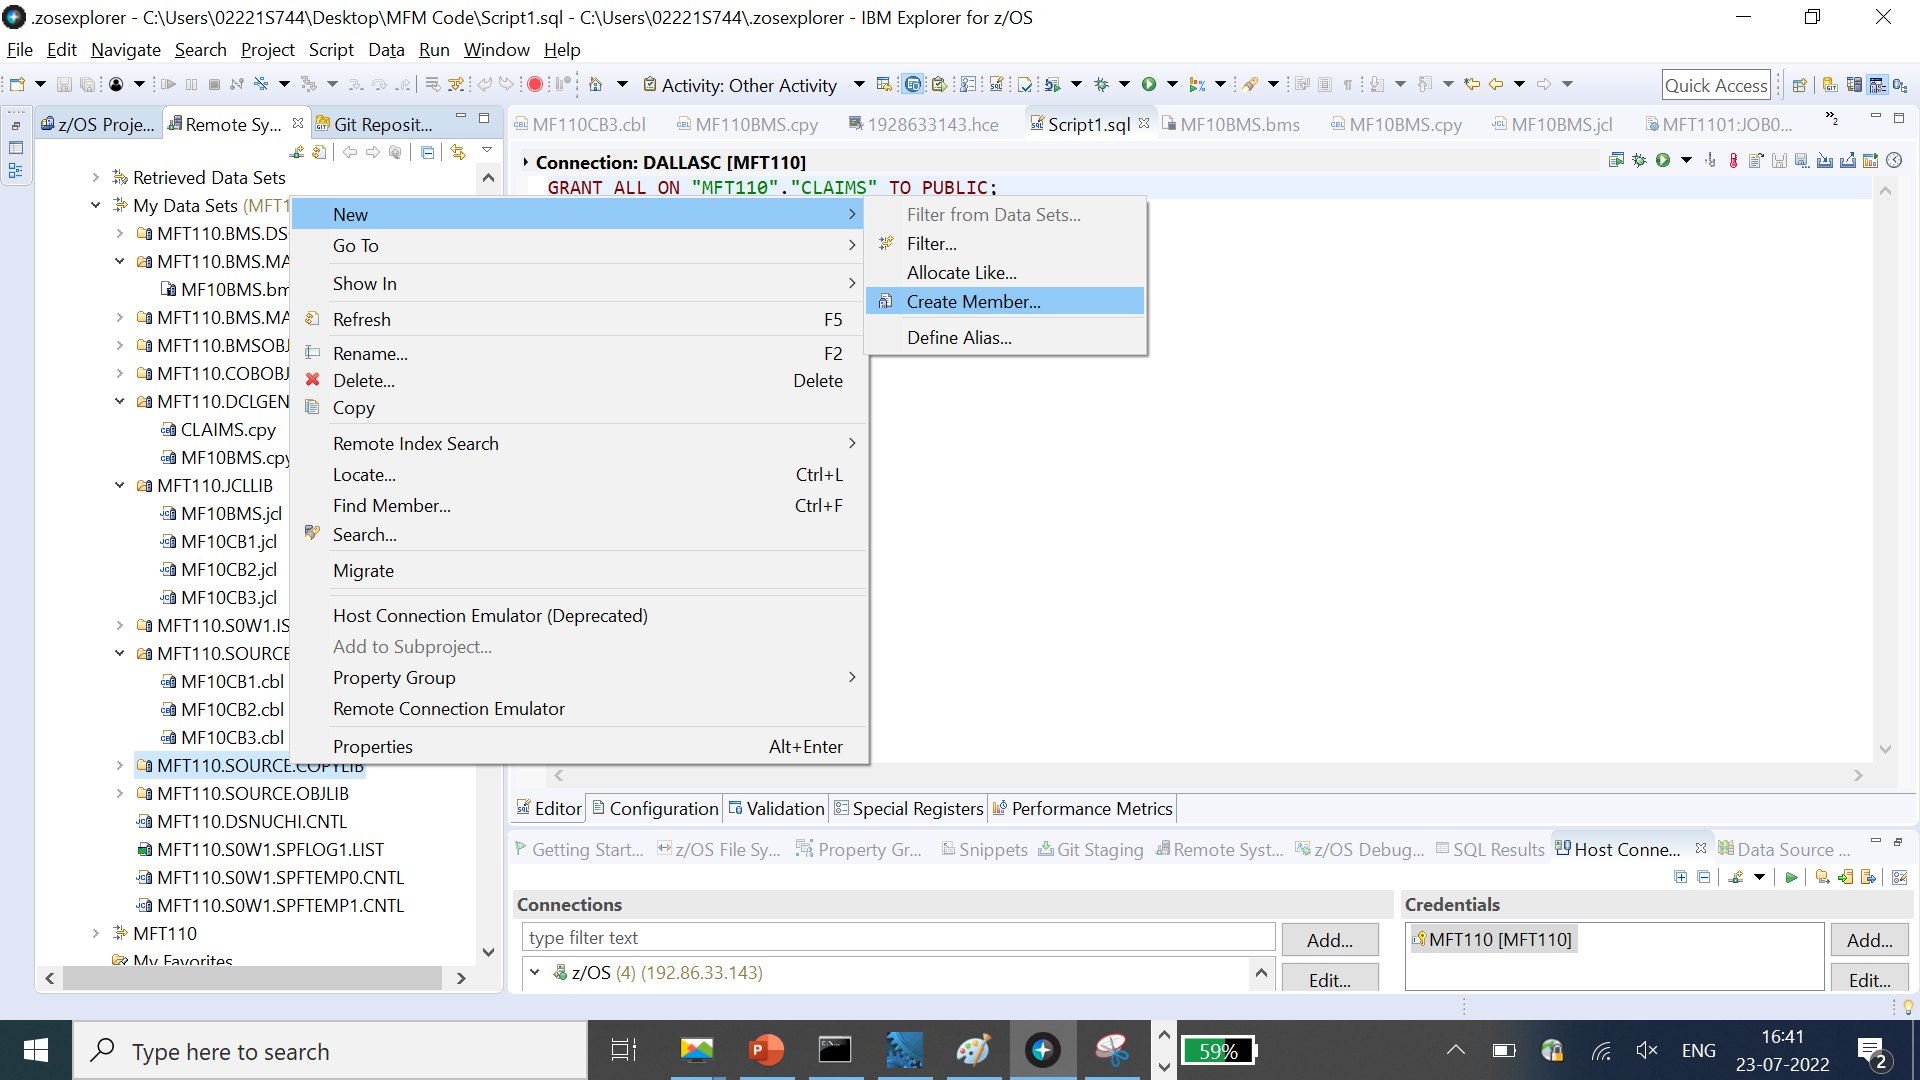 .zosexplorer - C:\Users\02221S744\Desktop\MFM Code\Script1.sql - C:\Users\02221S744\.zosexplorer - IBM Explorer for z/OS
File Edit Navigate Search Project Script Data Run Window Help
Activity: Other Activity
Quick Access
z/OS Proje...
Remote Sy...
Git Reposit...
MF110CB3.cbl
MF110BMS.cpy
1928633143.hce
Script1.sql
MF10BMS.bms
MF10BMS.cpy
MF10BMS.jcl
MFT1101:JOB0...
»2
Retrieved Data Sets
My Data Sets (MFT1
MFT110.BMS.DS
MFT110.BMS.MA
MF10BMS.bm
MFT110.BMS.MA
MFT110.BMSOBJ
MFT110.COBOBJ
MFT110.DCLGEN
CLAIMS.cpy
MF10BMS.cpy
MFT110.JCLLIB
MF10BMS.jcl
MF10CB1.jcl
MF10CB2.jcl
MF10CB3.jcl
MFT110.S0W1.IS
MFT110.SOURCE
MF10CB1.cbl
MF10CB2.cbl
MF10CB3.cbl
MFT110.SOURCE.COPYLIB
MFT110.SOURCE.OBJLIB
MFT110.DSNUCHI.CNTL
MFT110.S0W1.SPFLOG1.LIST
MFT110.S0W1.SPFTEMP0.CNTL
MFT110.S0W1.SPFTEMP1.CNTL
MFT110
My Favorites
Connection: DALLASC [MFT110]
GRANT ALL ON "MFT110"."CLAIMS" TO PUBLIC;
New
Go To
Show In
Refresh F5
Rename... F2
Delete... Delete
Copy
Remote Index Search
Locate... Ctrl+L
Find Member... Ctrl+F
Search...
Migrate
Host Connection Emulator (Deprecated)
Add to Subproject...
Property Group
Remote Connection Emulator
Properties Alt+Enter
Filter from Data Sets...
Filter...
Allocate Like...
Create Member...
Define Alias...
Editor
Configuration
Validation
Special Registers
Performance Metrics
Getting Start...
z/OS File Sy...
Property Gr...
Snippets
Git Staging
Remote Syst...
z/OS Debug...
SQL Results
Host Conne...
Data Source ...
Connections
type filter text
Add...
z/OS (4) (192.86.33.143)
Edit...
Credentials
MFT110 [MFT110]
Add...
Edit...
Type here to search
59%
ENG
16:41
23-07-2022
2